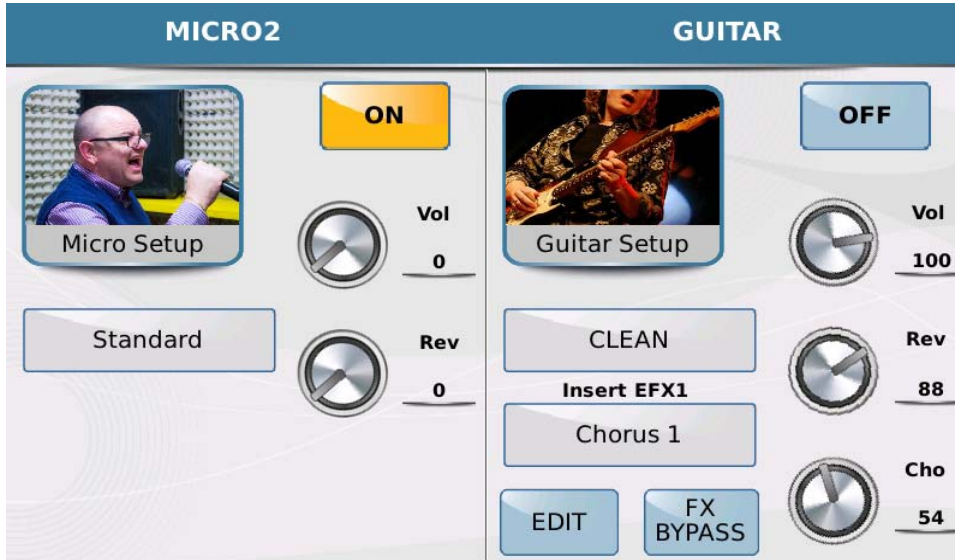 MICRO2
ON
Micro Setup
Vol
0
Standard
Rev
0
GUITAR
OFF
Guitar Setup
Vol
100
CLEAN
Rev
88
Insert EFX1
Chorus 1
Cho
54
EDIT
FX
BYPASS